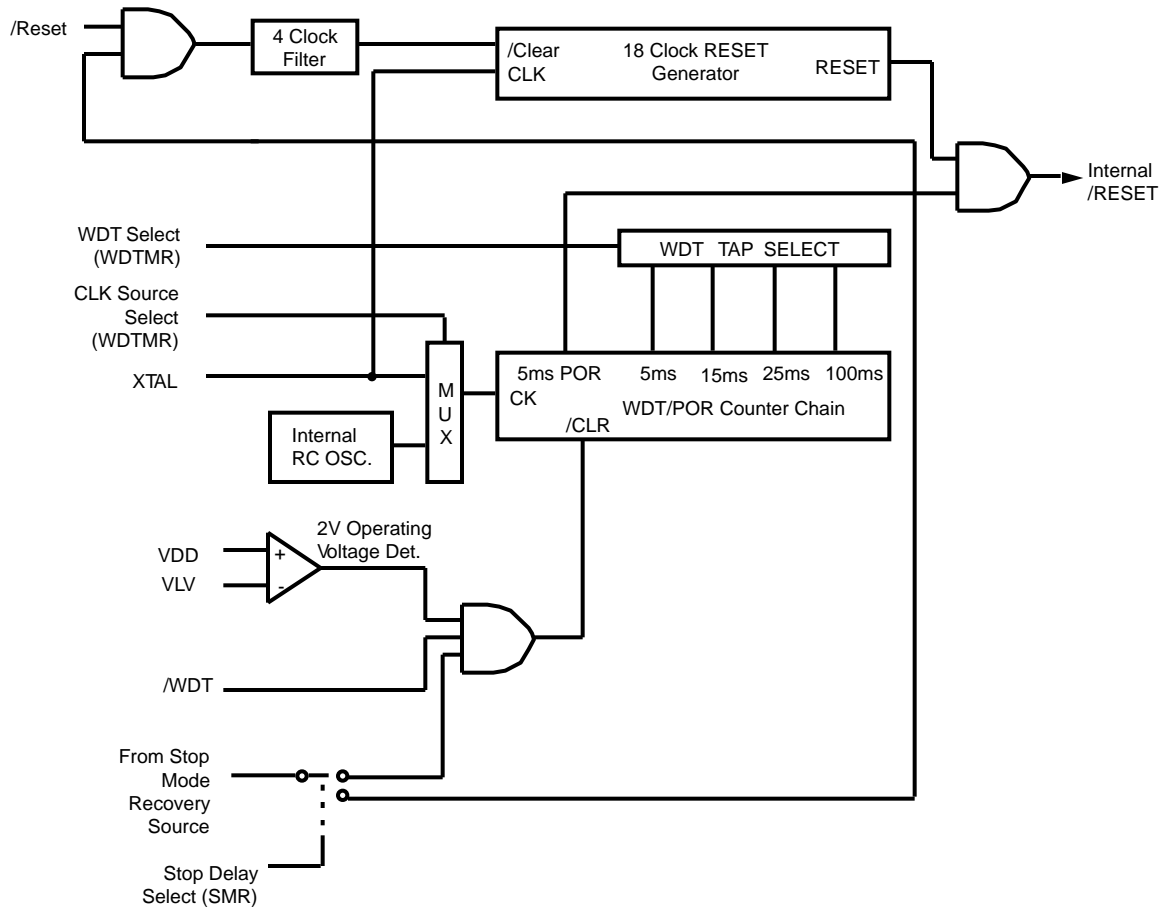 /Reset
4 Clock
Filter
/Clear
CLK
18 Clock RESET
Generator
RESET
Internal
/RESET
WDT Select
(WDTMR)
WDT TAP SELECT
CLK Source
Select
(WDTMR)
XTAL
M
U
X
5ms POR
5ms
15ms
25ms
100ms
CK
WDT/POR Counter Chain
/CLR
Internal
RC OSC.
2V Operating
Voltage Det.
VDD
+
VLV
-
/WDT
From Stop
Mode
Recovery
Source
Stop Delay
Select (SMR)